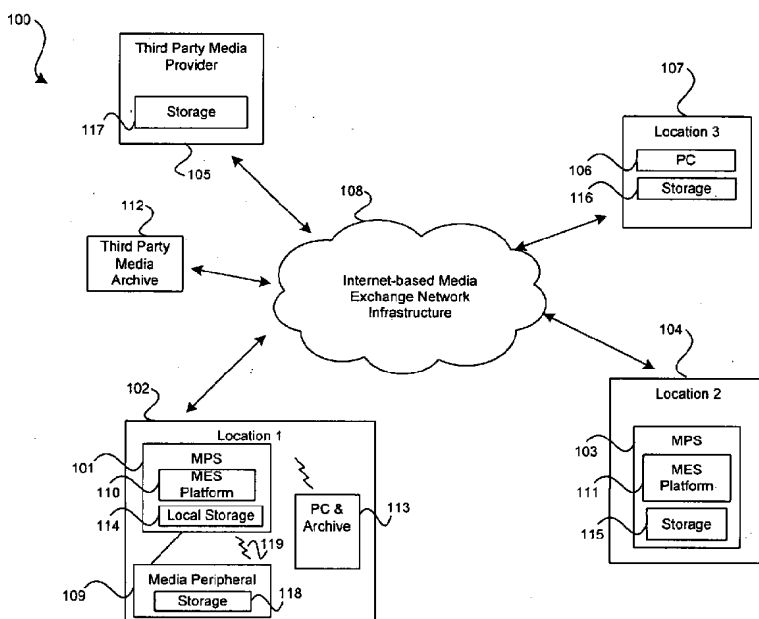 100
Third Party Media
Provider
Storage
117
105
107
Location 3
106
PC
116
Storage
112
Third Party
Media
Archive
108
Internet-based Media
Exchange Network
Infrastructure
104
Location 2
103
MPS
MES
Platform
111
Storage
115
102
Location 1
101
MPS
110
MES
Platform
114
Local Storage
PC &
Archive
113
119
109
Media Peripheral
Storage
118